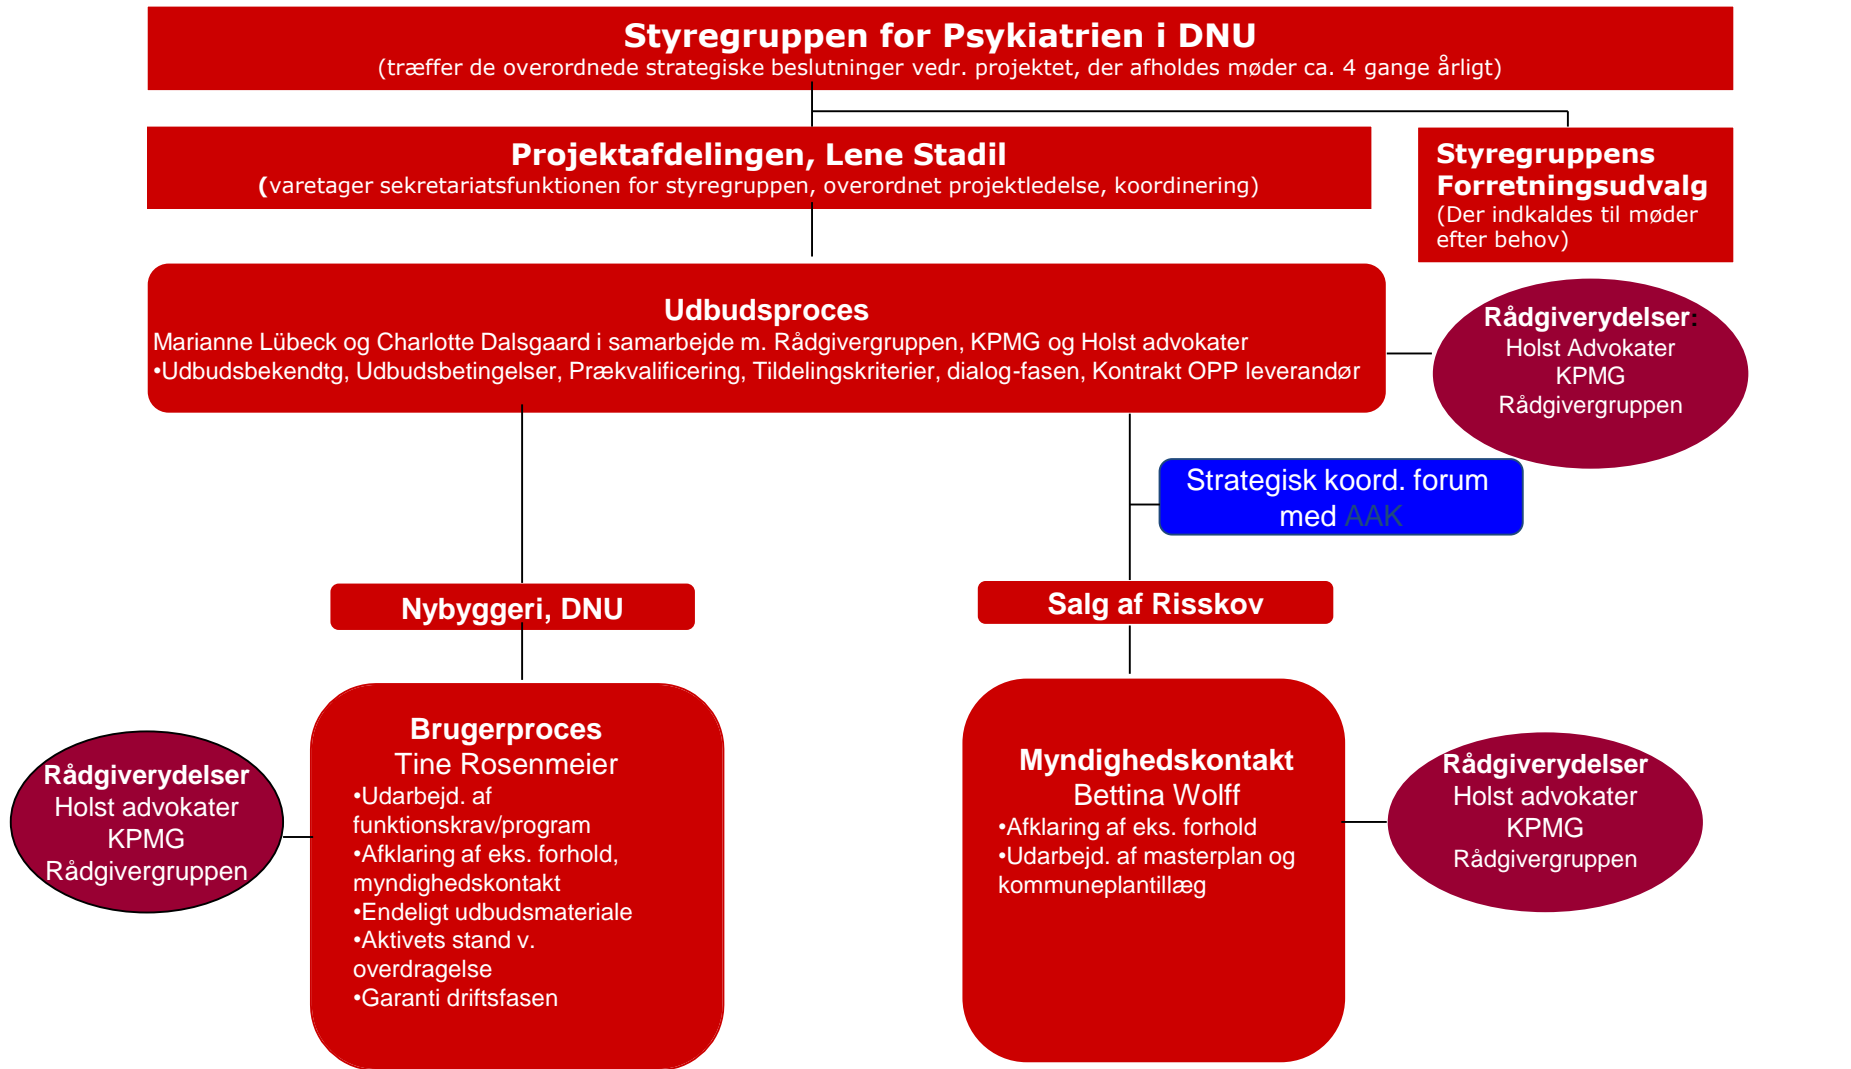 Styregruppen for Psykiatrien i DNU
(træffer de overordnede strategiske beslutninger vedr. projektet, der afholdes møder ca. 4 gange årligt)
Projektafdelingen, Lene Stadil
(varetager sekretariatsfunktionen for styregruppen, overordnet projektledelse, koordinering)
Styregruppens
Forretningsudvalg
(Der indkaldes til møder
efter behov)
Udbudsproces
Marianne Lübeck og Charlotte Dalsgaard i samarbejde m. Rådgivergruppen, KPMG og Holst advokater
•Udbudsbekendtg, Udbudsbetingelser, Prækvalificering, Tildelingskriterier, dialog-fasen, Kontrakt OPP leverandør
Rådgiverydelser:
Holst Advokater
KPMG
Rådgivergruppen
Strategisk koord. forum
med AAK
Nybyggeri, DNU
Salg af Risskov
Rådgiverydelser
Holst advokater
KPMG
Rådgivergruppen
Brugerproces
Tine Rosenmeier
•Udarbejd. af
funktionskrav/program
•Afklaring af eks. forhold,
myndighedskontakt
•Endeligt udbudsmateriale
•Aktivets stand v.
overdragelse
•Garanti driftsfasen
Myndighedskontakt
Bettina Wolff
•Afklaring af eks. forhold
•Udarbejd. af masterplan og
kommuneplantillæg
Rådgiverydelser
Holst advokater
KPMG
Rådgivergruppen